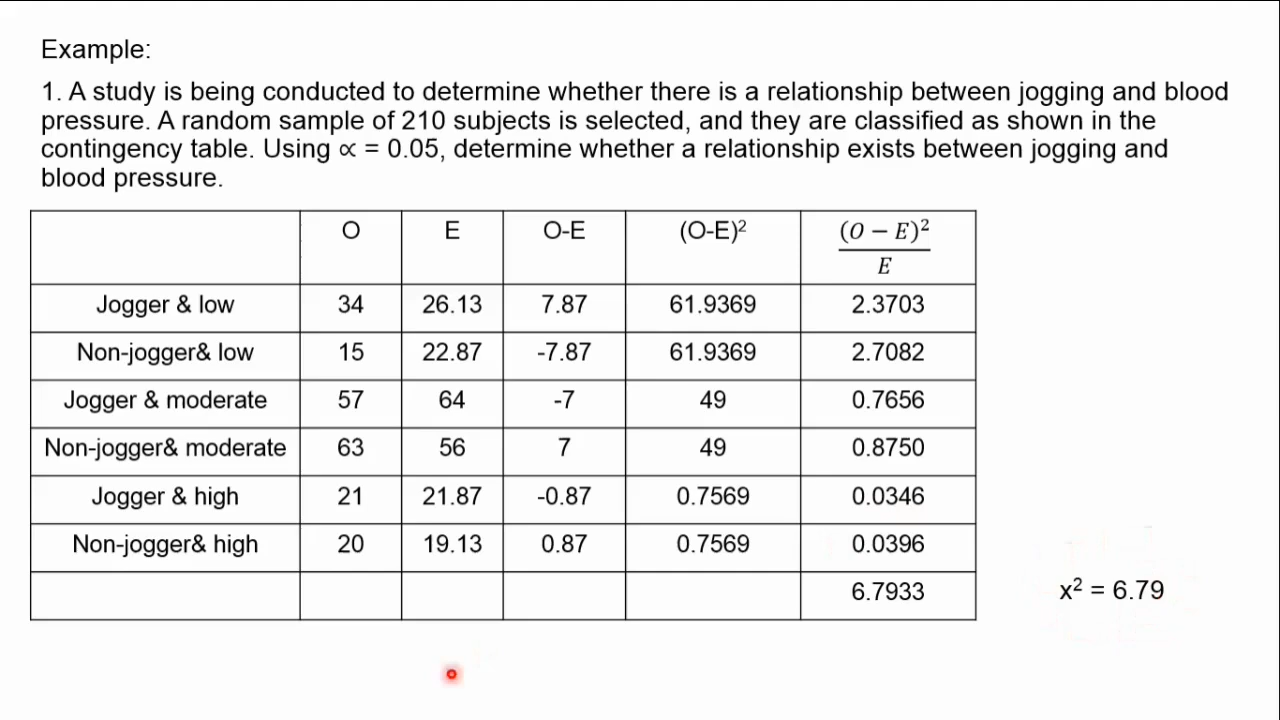 Example:
1. A study is being conducted to determine whether there is a relationship between jogging and blood
pressure. A random sample of 210 subjects is selected, and they are classified as shown in the
contingency table. Using ∝ = 0.05, determine whether a relationship exists between jogging and
blood pressure.
O E O-E (O-E)² (O − E)²/E
Jogger & low 34 26.13 7.87 61.9369 2.3703
Non-jogger& low 15 22.87 -7.87 61.9369 2.7082
Jogger & moderate 57 64 -7 49 0.7656
Non-jogger& moderate 63 56 7 49 0.8750
Jogger & high 21 21.87 -0.87 0.7569 0.0346
Non-jogger& high 20 19.13 0.87 0.7569 0.0396
6.7933 x² = 6.79